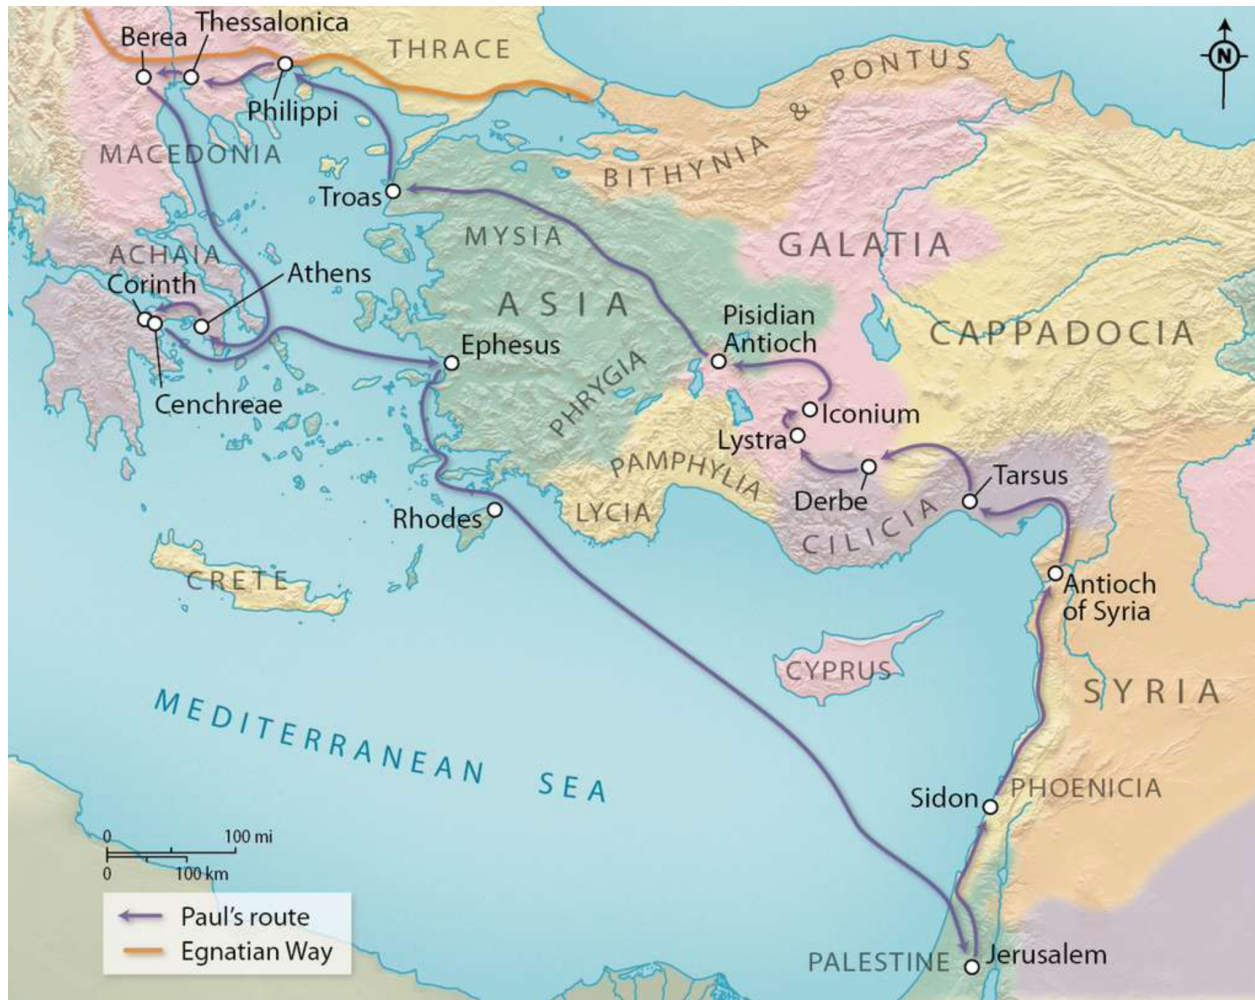 Thessalonica
Berea
THRACE
N
BITHYNIA & PONTUS
Philippi
MACEDONIA
Troas
MYSIA
GALATIA
ACHAIA
Corinth
Athens
ASIA
Pisidian
Antioch
CAPPADOCIA
Ephesus
PHRYGIA
Cenchreae
Iconium
Lystra
PAMPHYLIA
Tarsus
Derbe
LYCIA
Rhodes
CILICIA
CRETE
Antioch
of Syria
CYPRUS
SYRIA
MEDITERRANEAN SEA
Sidon
PHOENICIA
0 100 mi
0 100 km
Paul's route
Egnatian Way
PALESTINE
Jerusalem